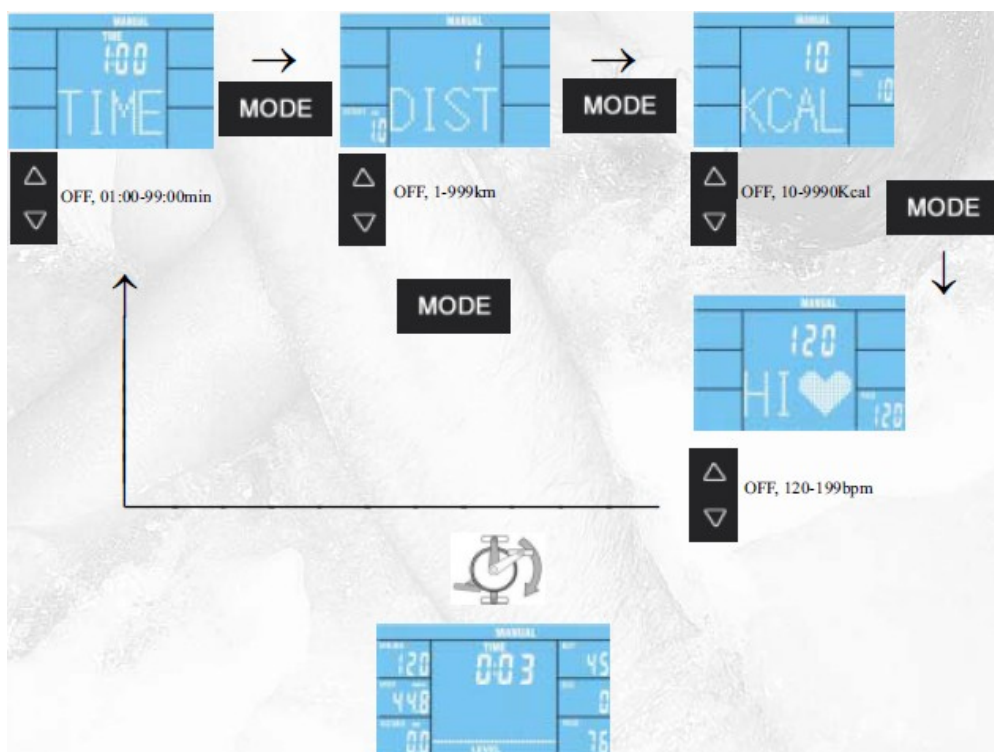 MANUAL
TIME
1:00
TIME
MODE
OFF, 01:00-99:00min
MANUAL
1
1.0
DIST
MODE
OFF, 1-999km
MANUAL
10
10
KCAL
OFF, 10-9990Kcal
MODE
MODE
MANUAL
120
HI
120
OFF, 120-199bpm
MANUAL
TIME
120
0:03
45
44.8
0
0.0
LEVEL
76